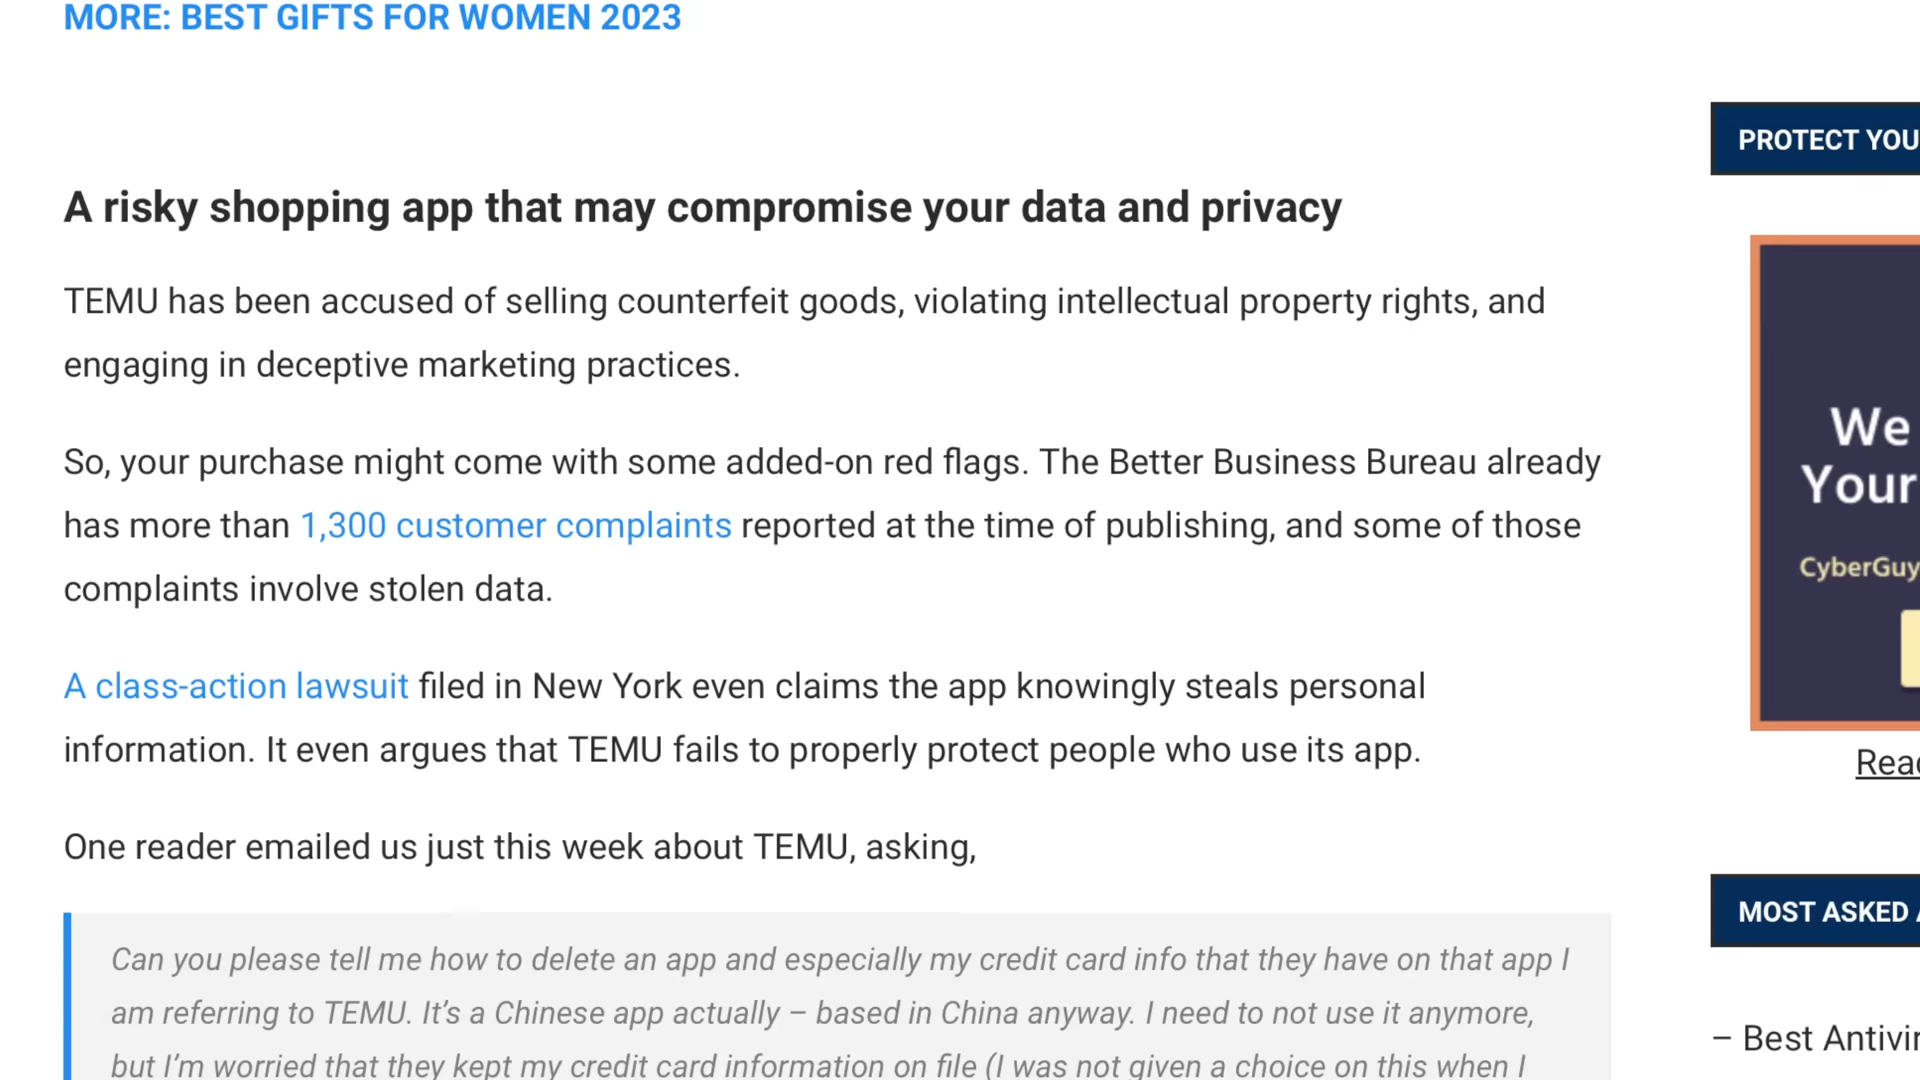 MORE: BEST GIFTS FOR WOMEN 2023
A risky shopping app that may compromise your data and privacy
TEMU has been accused of selling counterfeit goods, violating intellectual property rights, and
engaging in deceptive marketing practices.
So, your purchase might come with some added-on red flags. The Better Business Bureau already
has more than 1,300 customer complaints reported at the time of publishing, and some of those
complaints involve stolen data.
A class-action lawsuit filed in New York even claims the app knowingly steals personal
information. It even argues that TEMU fails to properly protect people who use its app.
One reader emailed us just this week about TEMU, asking,
Can you please tell me how to delete an app and especially my credit card info that they have on that app I
am referring to TEMU. It's a Chinese app actually – based in China anyway. I need to not use it anymore,
but I'm worried that they kept my credit card information on file (I was not given a choice on this when I
PROTECT YOU
We
Your
CyberGuy
Read
MOST ASKED
– Best